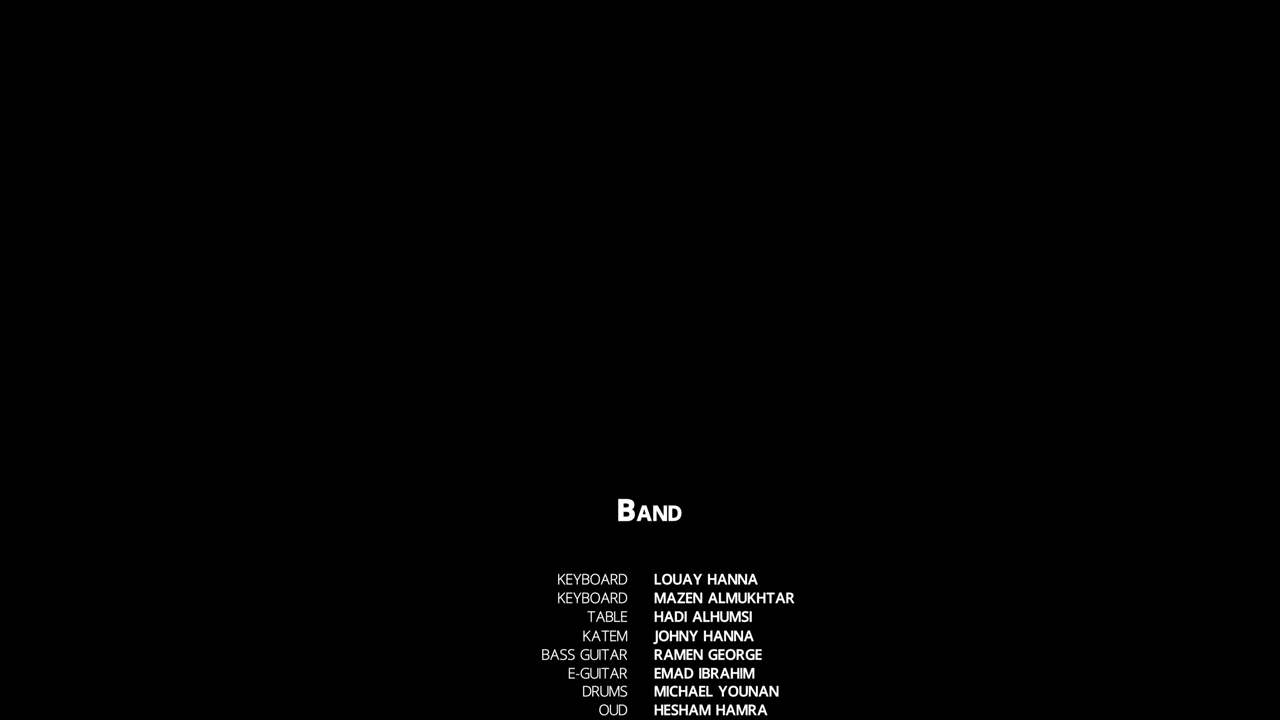 BAND
KEYBOARD LOUAY HANNA
KEYBOARD MAZEN ALMUKHTAR
TABLE HADI ALHUMSI
KATEM JOHNY HANNA
BASS GUITAR RAMEN GEORGE
E-GUITAR EMAD IBRAHIM
DRUMS MICHAEL YOUNAN
OUD HESHAM HAMRA